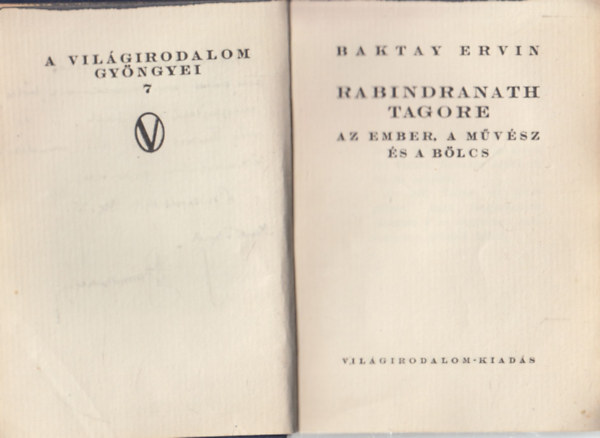 A VILÁGIRODALOM
GYÖNGYEI
7
V
BAKTAY ERVIN
RABINDRANATH
TAGORE
AZ EMBER, A MŰVÉSZ
ÉS A BÖLCS
VILÁGIRODALOM-KIADÁS